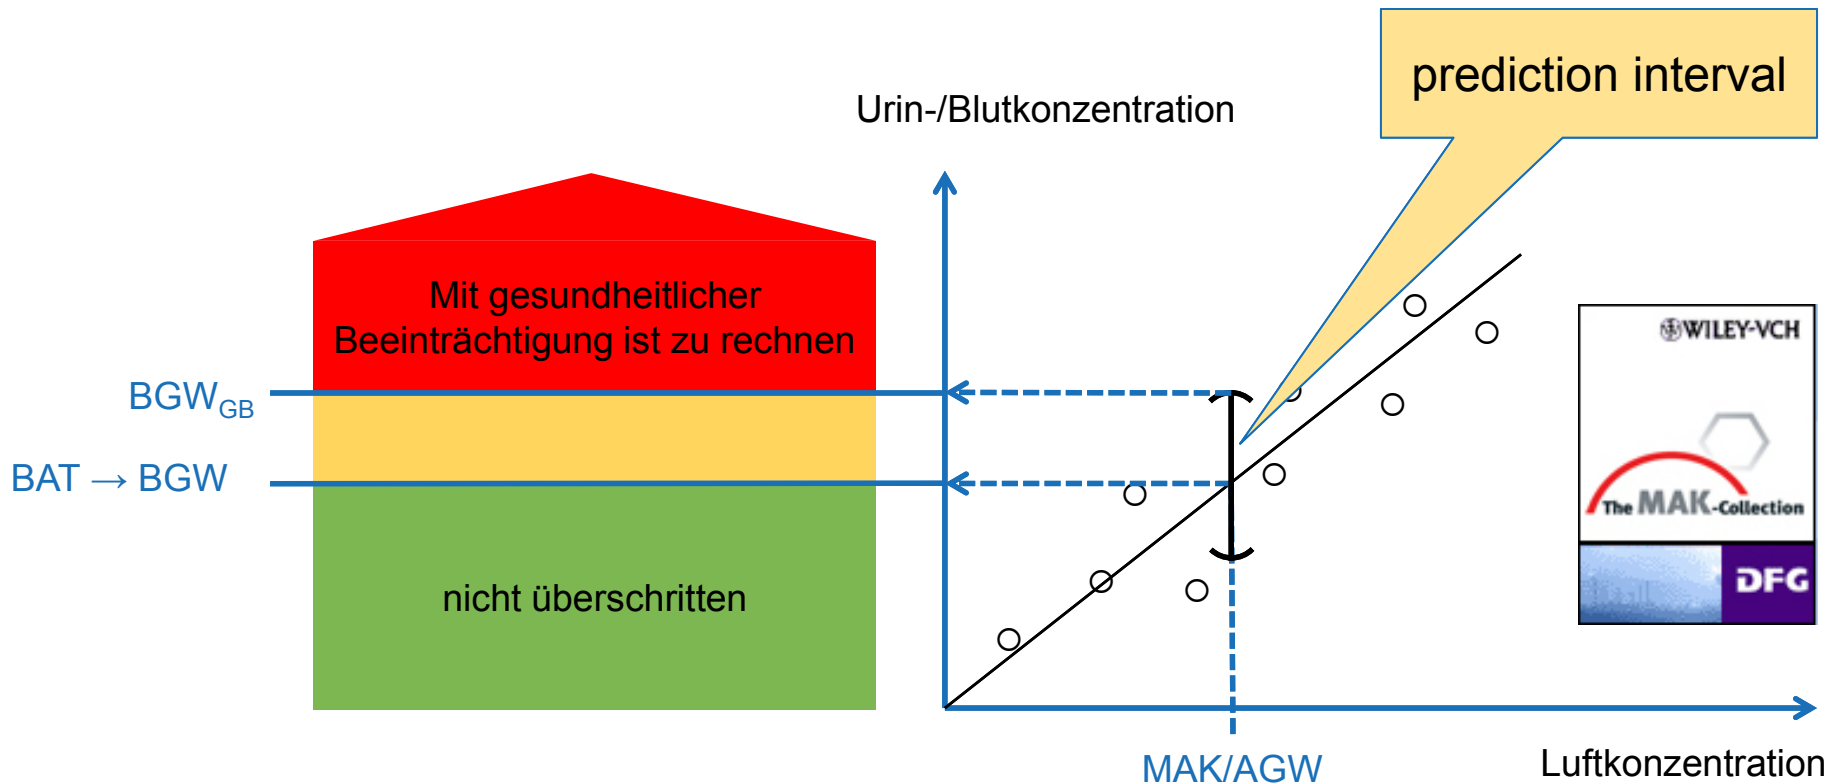 prediction interval
Urin-/Blutkonzentration
Mit gesundheitlicher
Beeinträchtigung ist zu rechnen
BGW_GB
BAT → BGW
nicht überschritten
WILEY-VCH
The MAK-Collection
DFG
MAK/AGW
Luftkonzentration